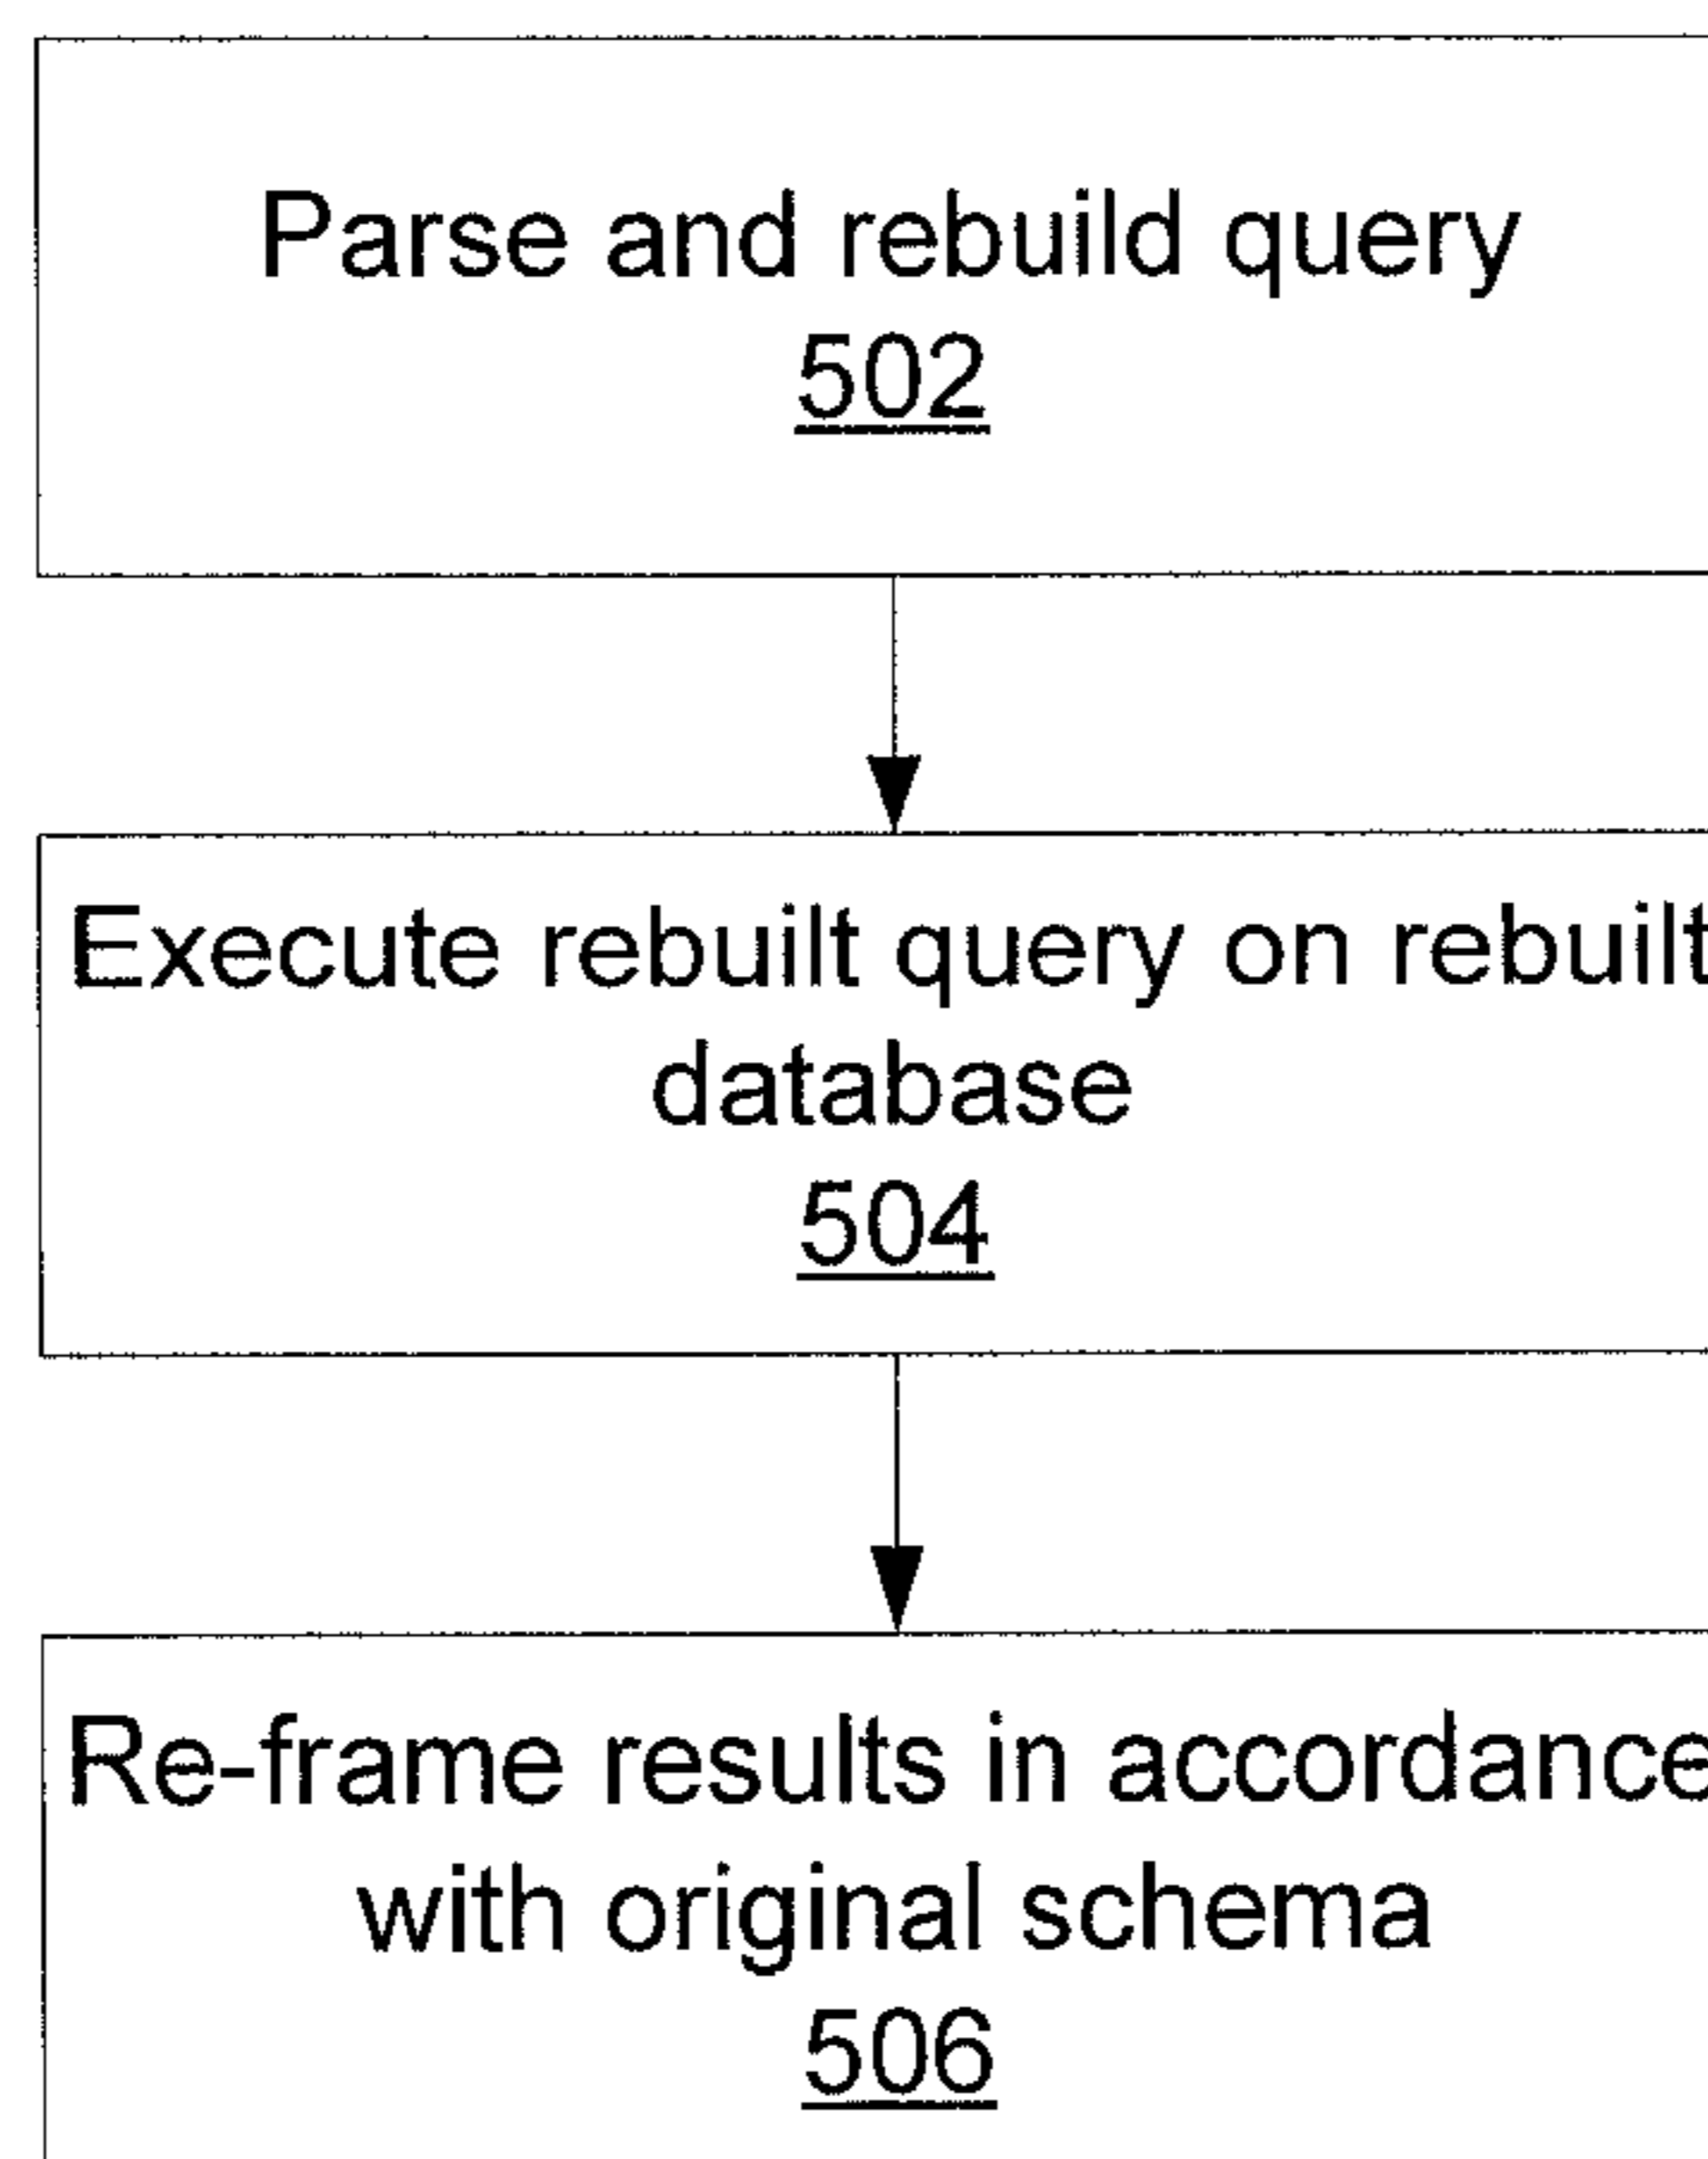 Parse and rebuild query
502
Execute rebuilt query on rebuilt
database
504
Re-frame results in accordance
with original schema
506